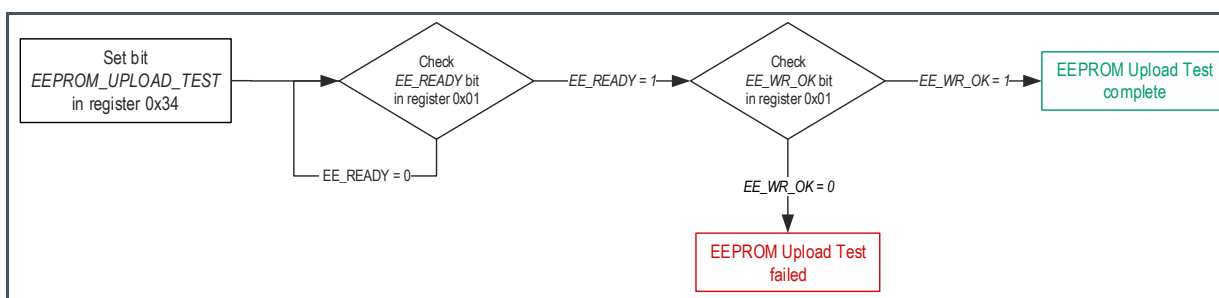 Set bit
EEPROM_UPLOAD_TEST
in register 0x34
Check
EE_READY bit
in register 0x01
EE_READY = 0
EE_READY = 1
Check
EE_WR_OK bit
in register 0x01
EE_WR_OK = 1
EEPROM Upload Test
complete
EE_WR_OK = 0
EEPROM Upload Test
failed